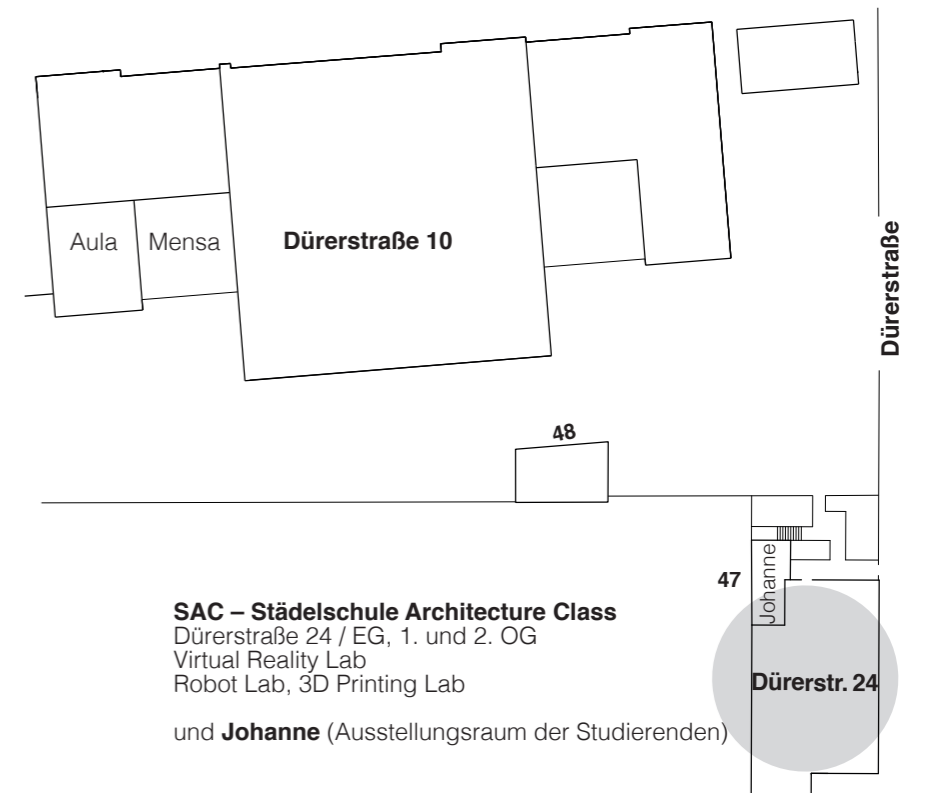 Aula
Mensa
Dürerstraße 10
Dürerstraße
48
Johanne
47
SAC – Städelschule Architecture Class
Dürerstraße 24 / EG, 1. und 2. OG
Virtual Reality Lab
Robot Lab, 3D Printing Lab
Dürerstr. 24
und Johanne (Ausstellungsraum der Studierenden)